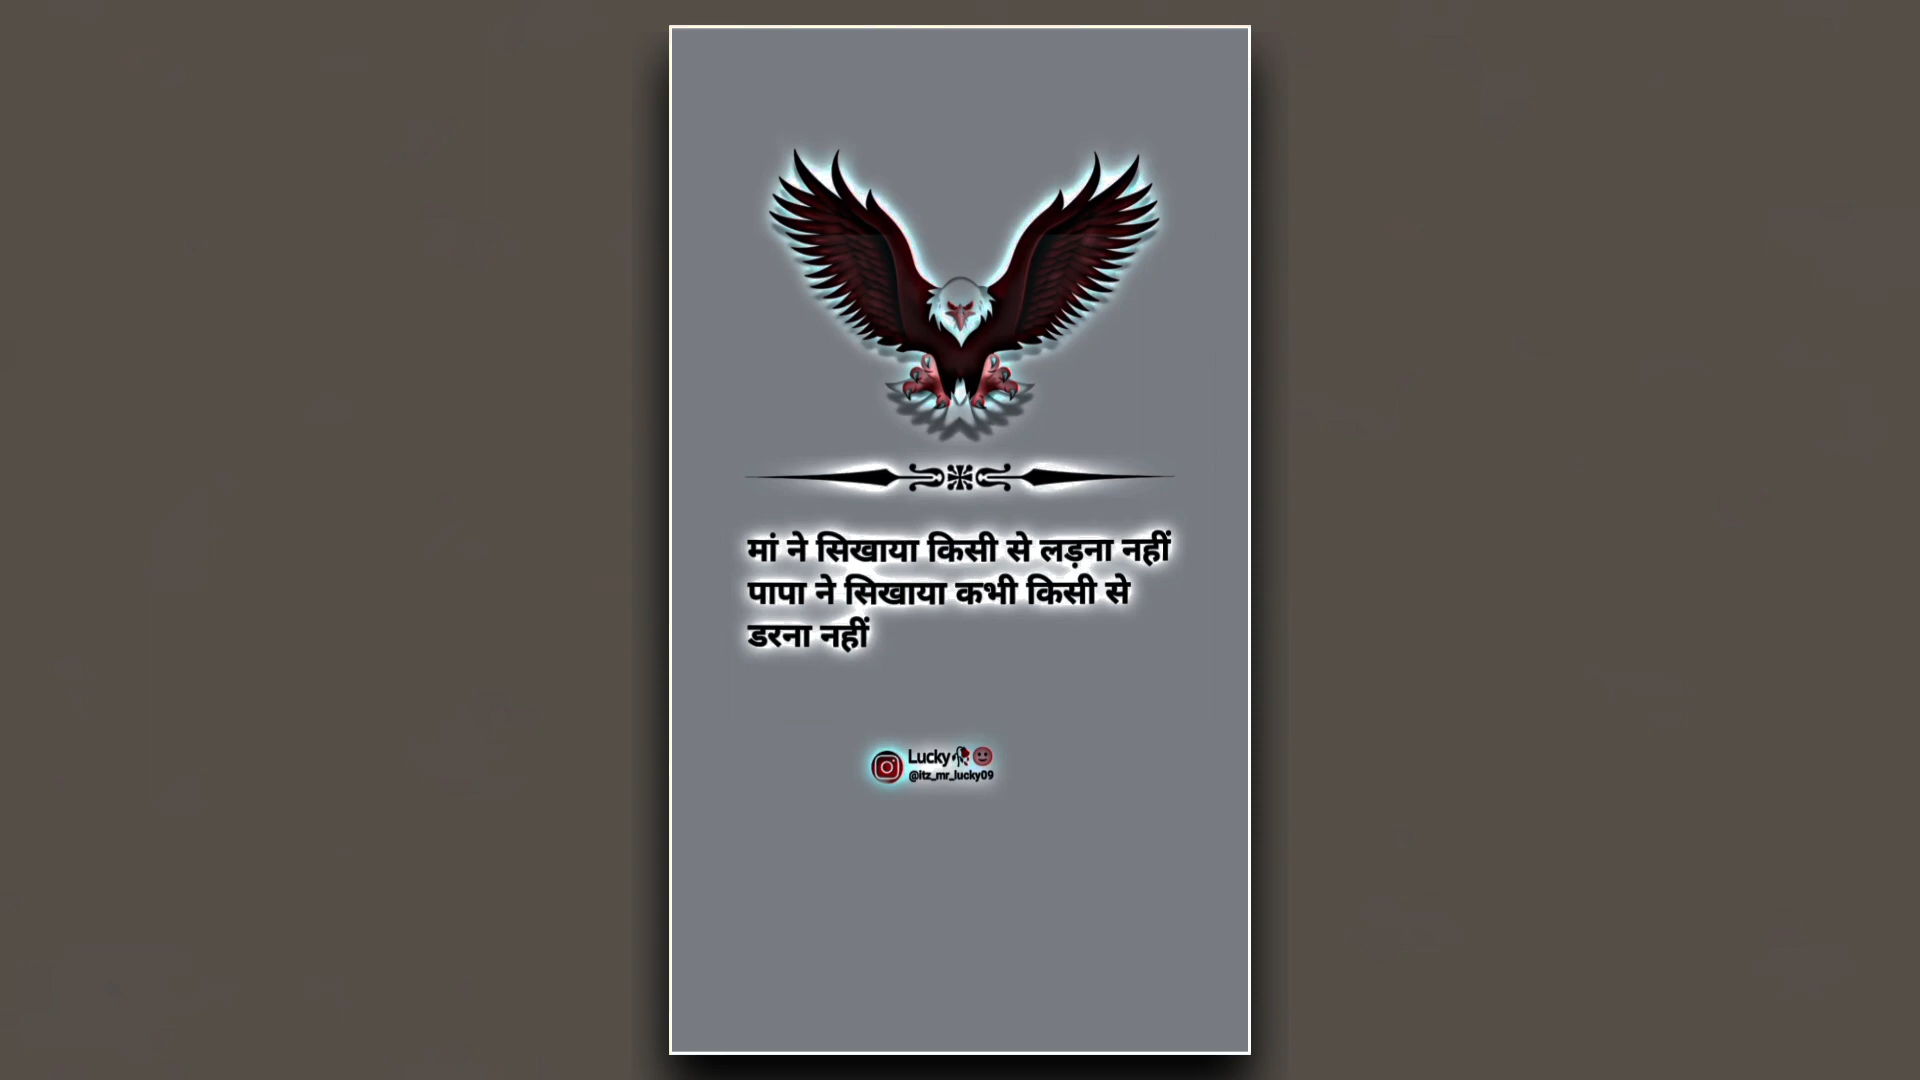 मां ने सिखाया किसी से लड़ना नहीं
पापा ने सिखाया कभी किसी से
डरना नहीं
Lucky🥀🙂
@itz_mr_lucky09